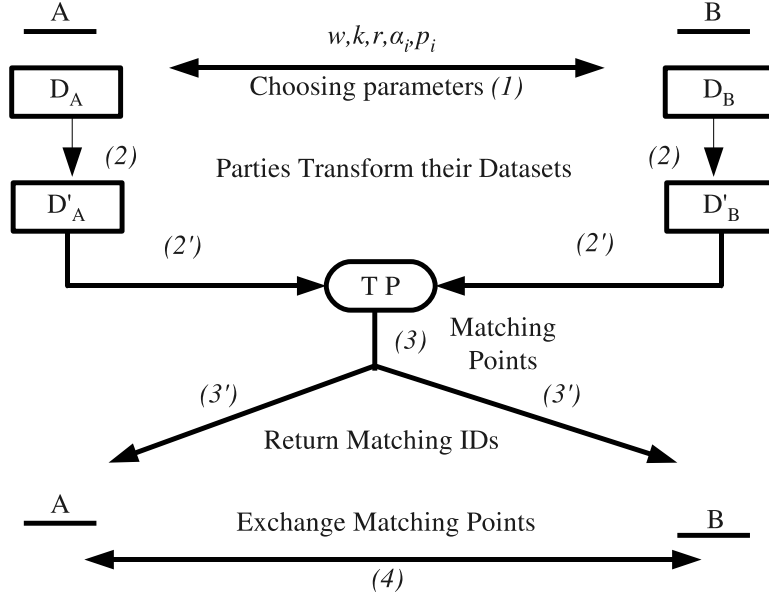 A
B
w,k,r,αi,pi
Choosing parameters (1)
DA
DB
(2)
(2)
Parties Transform their Datasets
D'A
D'B
(2')
(2')
T P
(3)
Matching
Points
(3')
(3')
Return Matching IDs
A
B
Exchange Matching Points
(4)